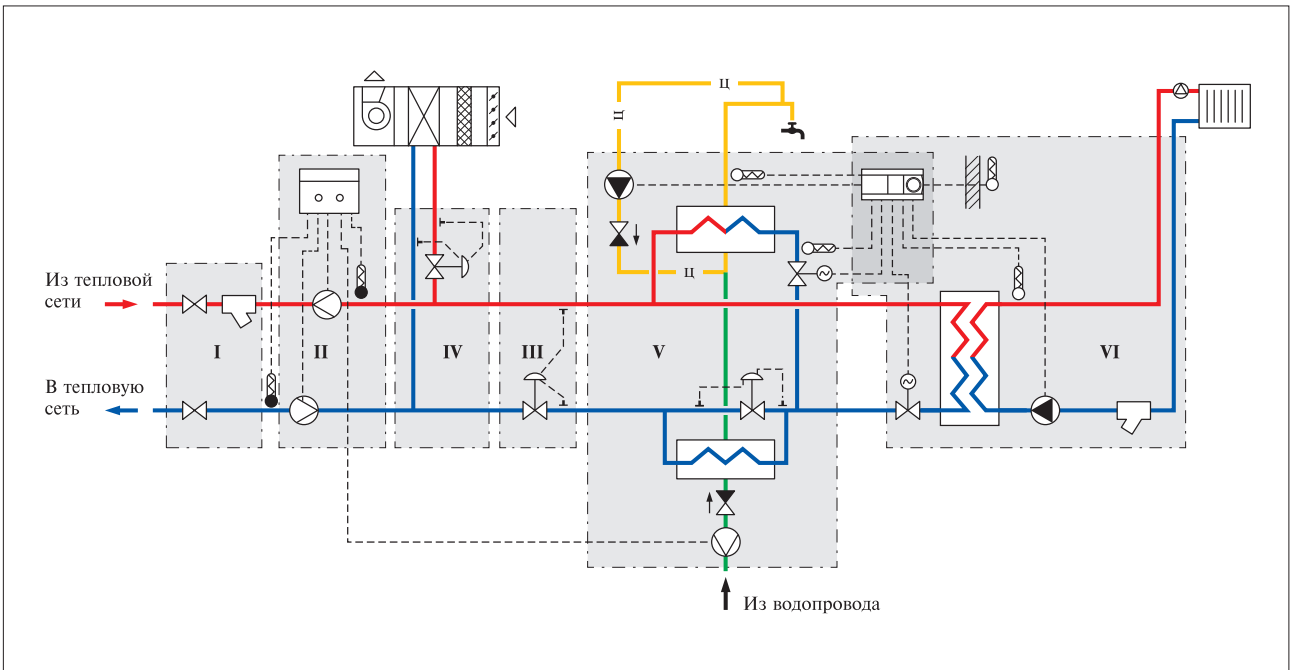 Ц
Ц
Из тепловой
сети
Ц
I
II
IV
III
V
VI
В тепловую
сеть
Из водопровода